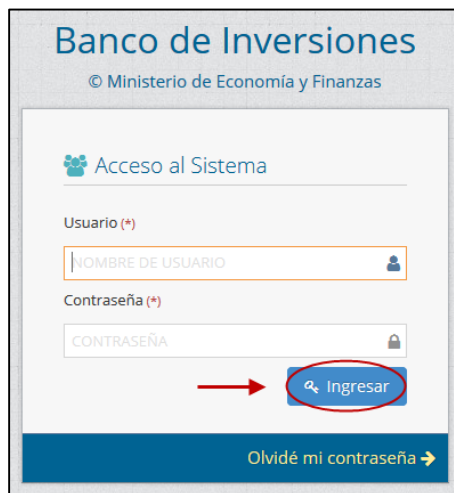 Banco de Inversiones
© Ministerio de Economía y Finanzas
Acceso al Sistema
Usuario (*)
NOMBRE DE USUARIO
Contraseña (*)
CONTRASEÑA
Ingresar
Olvidé mi contraseña